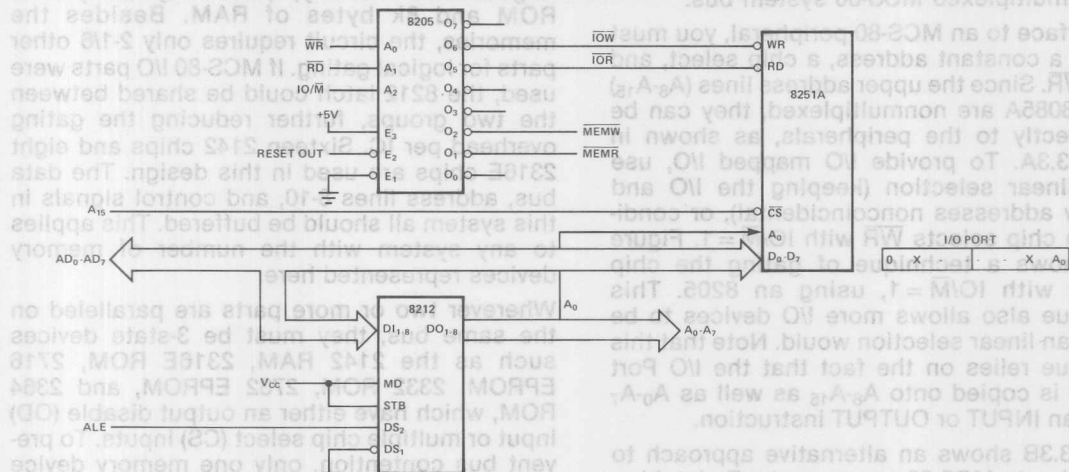 8205
O₇
A₀
O₆
A₁
O₅
A₂
O₄
O₃
E₃
O₂
E₂
O₁
E₁
O₀
WR
RD
IO/M
+5V
RESET OUT
IOW
IOR
MEMW
MEMR
WR
RD
8251A
CS
A₀
D₀-D₇
A₁₅
AD₀-AD₇
I/O PORT
0 X X A₀
8212
DI₁₋₈ DO₁₋₈
A₀
A₀-A₇
Vcc
MD
STB
ALE
DS₂
DS₁
ROM and 8k bytes of RAM. Besides the
memories, the circuit requires only 2-1/6 other
parts for logical gating. If MCS-80 I/O parts were
used, the 8212 latch could be shared between
the two groups, further reducing the gating
overhead per IC. Sixteen 2142 chips and eight
2316E chips are used in this design. The data
bus, address lines 0-10, and control signals in
this system all should be buffered. This applies
to any system with the number of memory
devices represented here
Wherever two or more parts are paralleled on
the same bus, they must be 3-state devices
such as the 2142 RAM, 2316E ROM, 2716
EPROM 2332 ROM, 2732 EPROM, and 2364
ROM, which have either an output disable (OD)
input or multiple chip select (CS) inputs. To pre-
vent bus contention, only one memory device
multiplexed MCS-80 system bus.
face to an MCS-80 peripheral, you must
a constant address, a chip select, and
WR. Since the upper address lines (A₈-A₁₅)
8085A are nonmultiplexed, they can be
ectly to the peripherals, as shown in
3.3A. To provide I/O mapped I/O, use
linear selection (keeping the I/O and
y addresses noncoincidental), or condi-
e chip selects WR with IO/M = 1. Figure
ows a technique of gating the chip
with IO/M = 1, using an 8205. This
ue also allows more I/O devices to be
an linear selection would. Note that this
ue relies on the fact that the I/O Port
is copied onto A₈-A₁₅ as well as A₀-A₇
an INPUT or OUTPUT instruction.
3.3B shows an alternative approach to